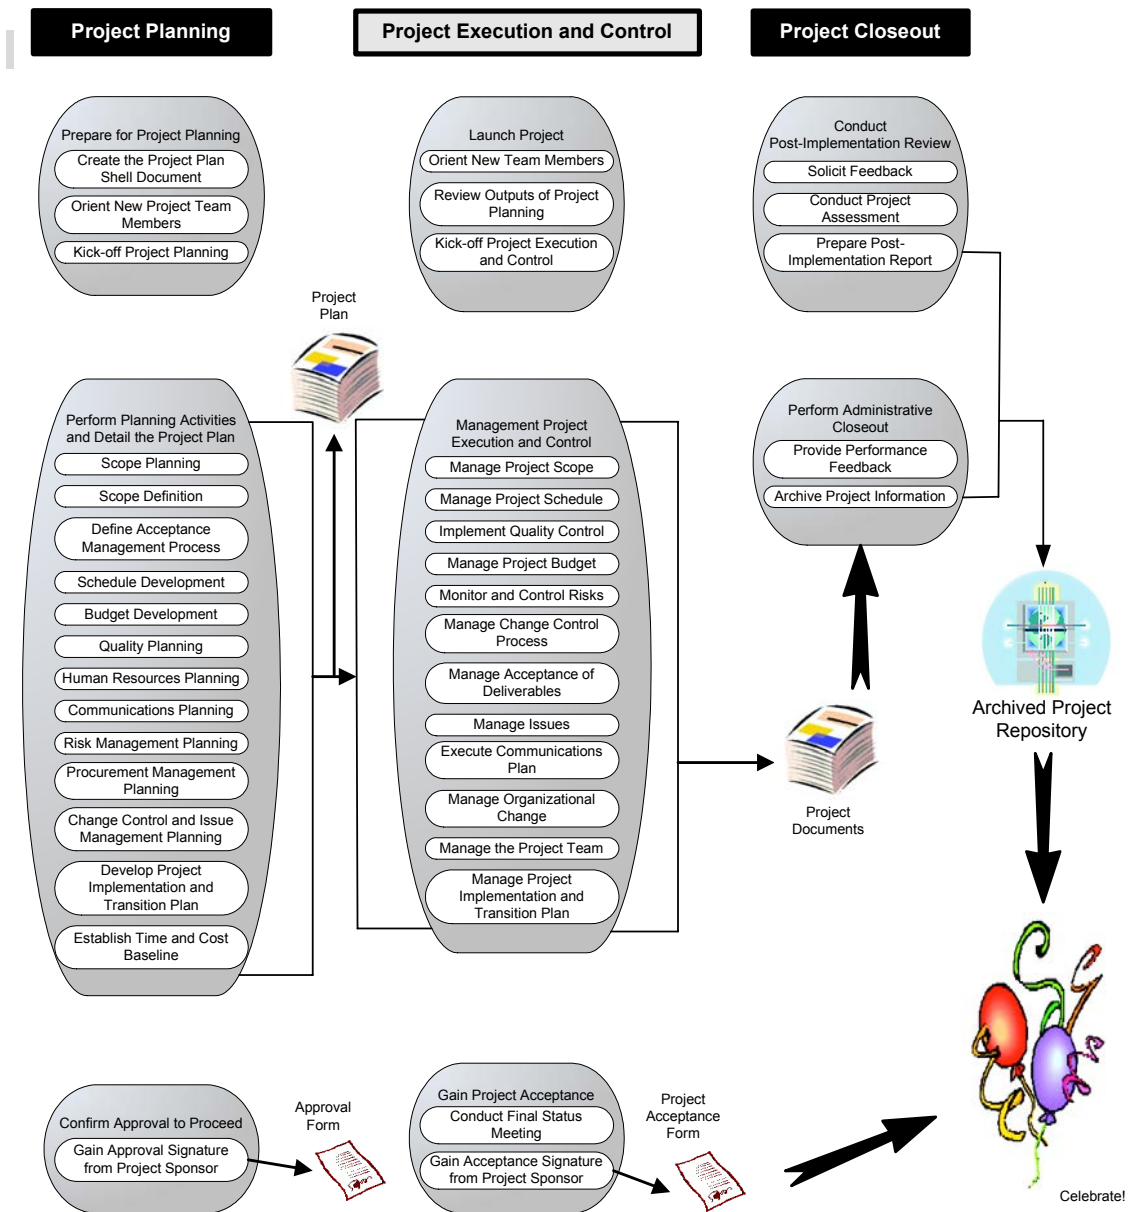 Project Planning
Project Execution and Control
Project Closeout
Prepare for Project Planning
Create the Project Plan
Shell Document
Orient New Project Team
Members
Kick-off Project Planning
Launch Project
Orient New Team Members
Review Outputs of Project
Planning
Kick-off Project Execution
and Control
Conduct
Post-Implementation Review
Solicit Feedback
Conduct Project
Assessment
Prepare Post-
Implementation Report
Project
Plan
Perform Planning Activities
and Detail the Project Plan
Scope Planning
Scope Definition
Define Acceptance
Management Process
Schedule Development
Budget Development
Quality Planning
Human Resources Planning
Communications Planning
Risk Management Planning
Procurement Management
Planning
Change Control and Issue
Management Planning
Develop Project
Implementation and
Transition Plan
Establish Time and Cost
Baseline
Management Project
Execution and Control
Manage Project Scope
Manage Project Schedule
Implement Quality Control
Manage Project Budget
Monitor and Control Risks
Manage Change Control
Process
Manage Acceptance of
Deliverables
Manage Issues
Execute Communications
Plan
Manage Organizational
Change
Manage the Project Team
Manage Project
Implementation and
Transition Plan
Perform Administrative
Closeout
Provide Performance
Feedback
Archive Project Information
Project
Documents
Archived Project
Repository
Confirm Approval to Proceed
Gain Approval Signature
from Project Sponsor
Approval
Form
Gain Project Acceptance
Conduct Final Status
Meeting
Gain Acceptance Signature
from Project Sponsor
Project
Acceptance
Form
Celebrate!